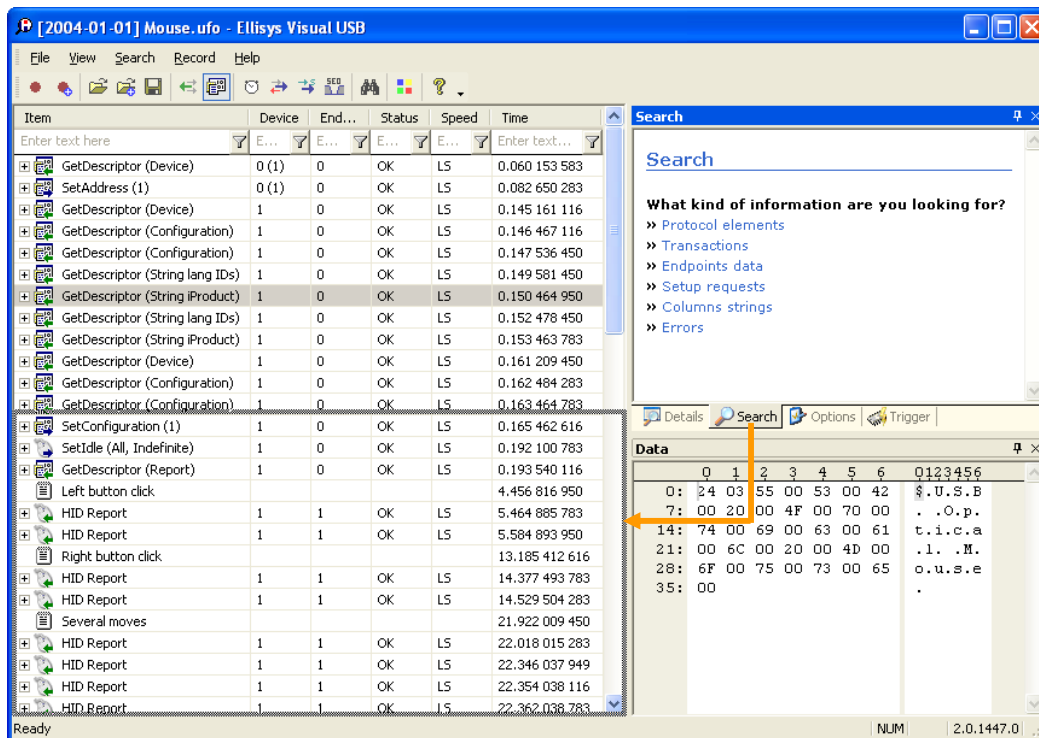 [2004-01-01] Mouse.ufo - Ellisys Visual USB
File View Search Record Help
SEQ
Item Device End... Status Speed Time
Enter text here E... E... E... E... Enter text...
GetDescriptor (Device) 0 (1) 0 OK LS 0.060 153 583
SetAddress (1) 0 (1) 0 OK LS 0.082 650 283
GetDescriptor (Device) 1 0 OK LS 0.145 161 116
GetDescriptor (Configuration) 1 0 OK LS 0.146 467 116
GetDescriptor (Configuration) 1 0 OK LS 0.147 536 450
GetDescriptor (String lang IDs) 1 0 OK LS 0.149 581 450
GetDescriptor (String iProduct) 1 0 OK LS 0.150 464 950
GetDescriptor (String lang IDs) 1 0 OK LS 0.152 478 450
GetDescriptor (String iProduct) 1 0 OK LS 0.153 463 783
GetDescriptor (Device) 1 0 OK LS 0.161 209 450
GetDescriptor (Configuration) 1 0 OK LS 0.162 484 283
GetDescriptor (Configuration) 1 0 OK LS 0.163 464 783
SetConfiguration (1) 1 0 OK LS 0.165 462 616
SetIdle (All, Indefinite) 1 0 OK LS 0.192 100 783
GetDescriptor (Report) 1 0 OK LS 0.193 540 116
Left button click 4.456 816 950
HID Report 1 1 OK LS 5.464 885 783
HID Report 1 1 OK LS 5.584 893 950
Right button click 13.185 412 616
HID Report 1 1 OK LS 14.377 493 783
HID Report 1 1 OK LS 14.529 504 283
Several moves 21.922 009 450
HID Report 1 1 OK LS 22.018 015 283
HID Report 1 1 OK LS 22.346 037 949
HID Report 1 1 OK LS 22.354 038 116
HID Report 1 1 OK LS 22.362 038 783
Search
Search
What kind of information are you looking for?
» Protocol elements
» Transactions
» Endpoints data
» Setup requests
» Columns strings
» Errors
Details Search Options Trigger
Data
0 1 2 3 4 5 6 0123456
0: 24 03 55 00 53 00 42 $.U.S.B
7: 00 20 00 4F 00 70 00 . .O.p.
14: 74 00 69 00 63 00 61 t.i.c.a
21: 00 6C 00 20 00 4D 00 .l. .M.
28: 6F 00 75 00 73 00 65 o.u.s.e
35: 00 .
Ready NUM 2.0.1447.0